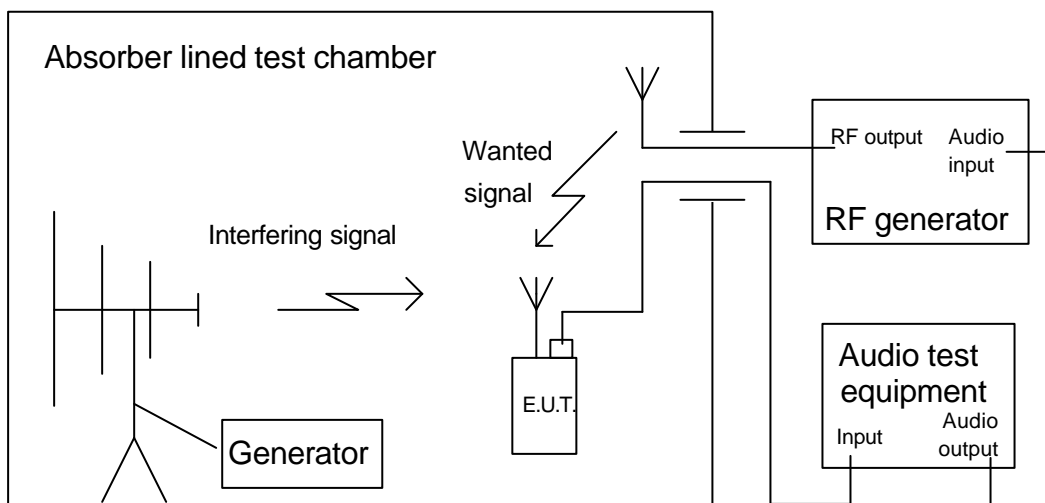 Absorber lined test chamber
Wanted
signal
Interfering signal
E.U.T.
Generator
RF output
Audio
input
RF generator
Audio test
equipment
Input
Audio
output